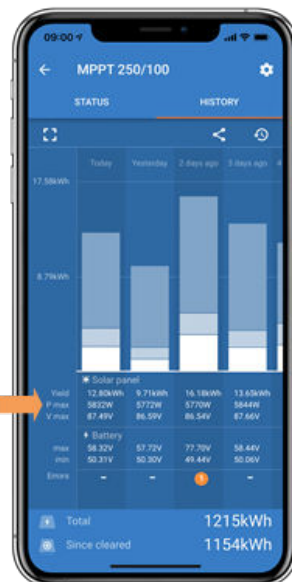 09:00
MPPT 250/100
STATUS HISTORY
Today Yesterday 2 days ago 3 days ago 4
17.58kWh
8.79kWh
Solar panel
Yield 12.80kWh 9.71kWh 16.18kWh 13.65kWh
P max 5832W 5772W 5770W 5844W
V max 87.49V 86.59V 86.54V 87.66V
Battery
max 58.32V 57.72V 77.70V 58.44V
min 50.31V 50.30V 49.44V 50.06V
Errors – – 1 –
Total 1215kWh
Since cleared 1154kWh